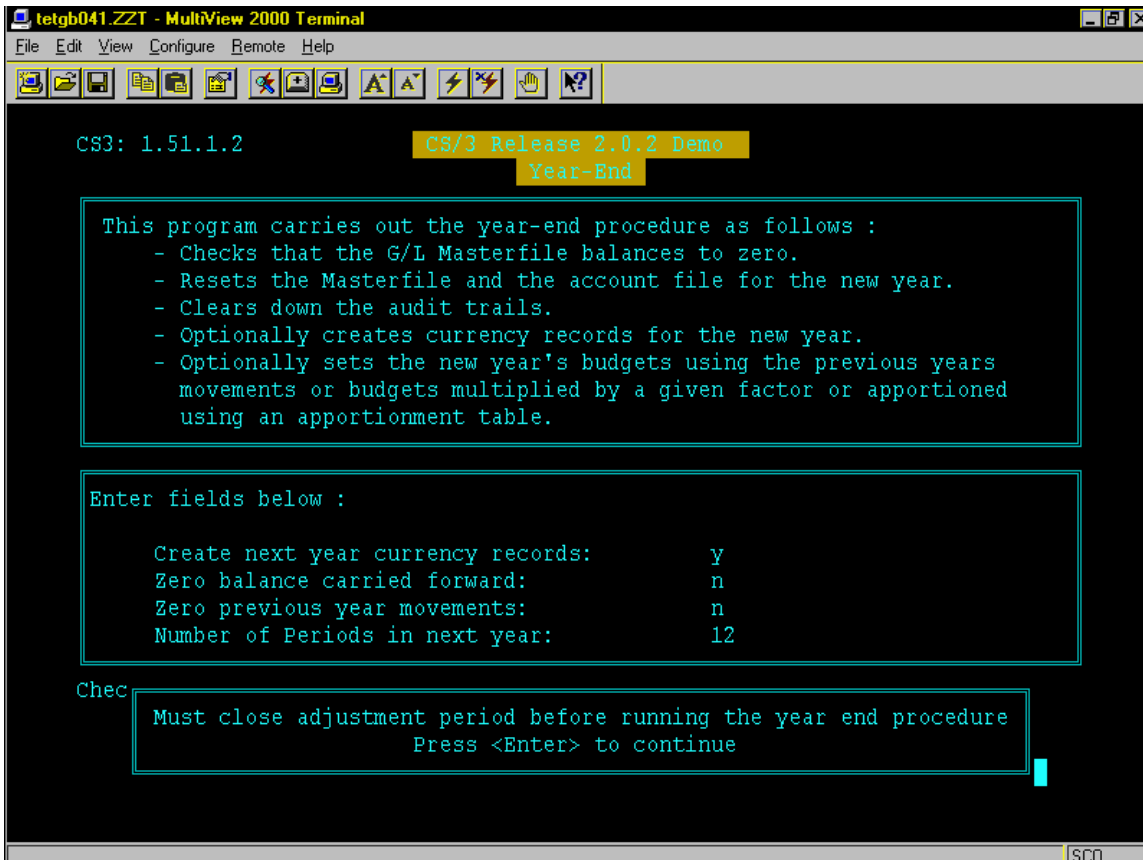 tetgb041.ZZT - MultiView 2000 Terminal
File Edit View Configure Remote Help
CS3: 1.51.1.2
CS/3 Release 2.0.2 Demo
Year-End
This program carries out the year-end procedure as follows :
- Checks that the G/L Masterfile balances to zero.
- Resets the Masterfile and the account file for the new year.
- Clears down the audit trails.
- Optionally creates currency records for the new year.
- Optionally sets the new year's budgets using the previous years
movements or budgets multiplied by a given factor or apportioned
using an apportionment table.
Enter fields below :
Create next year currency records: y
Zero balance carried forward: n
Zero previous year movements: n
Number of Periods in next year: 12
Chec
Must close adjustment period before running the year end procedure
Press <Enter> to continue
SCO